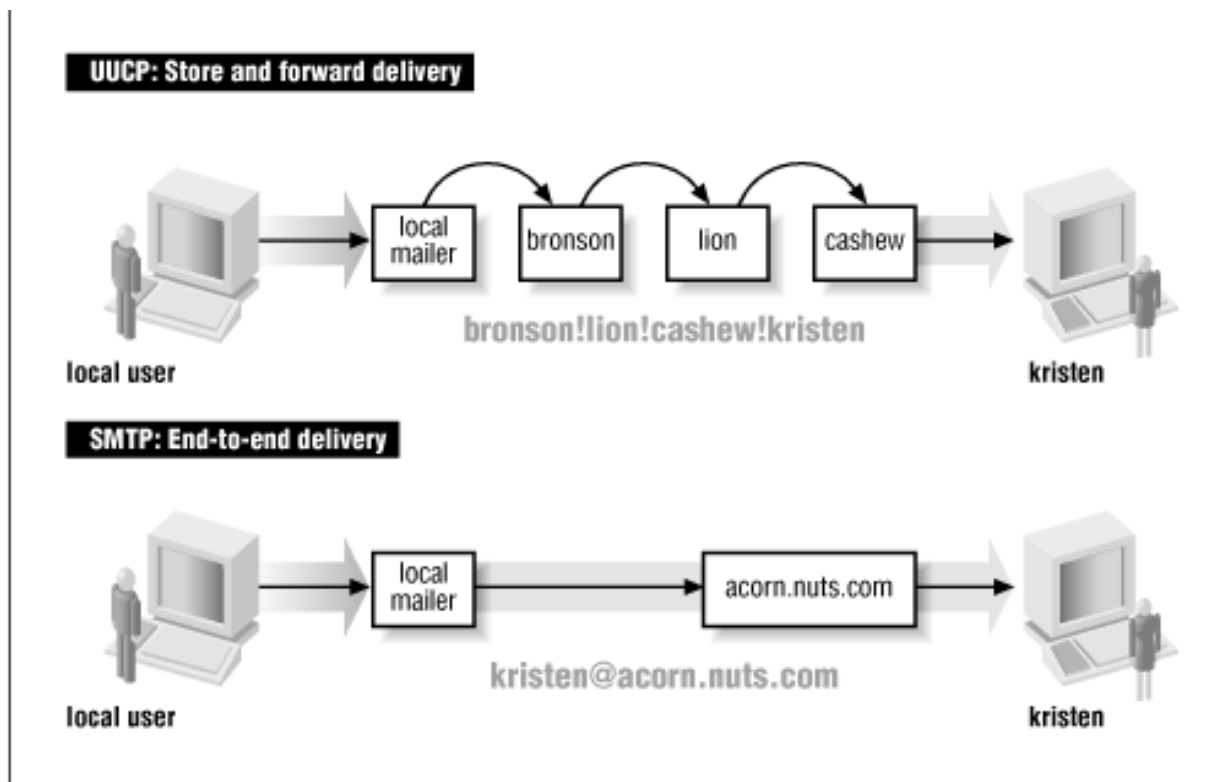 UUCP: Store and forward delivery
local
mailer
bronson
lion
cashew
bronson!lion!cashew!kristen
local user
kristen
SMTP: End-to-end delivery
local
mailer
acorn.nuts.com
kristen@acorn.nuts.com
local user
kristen